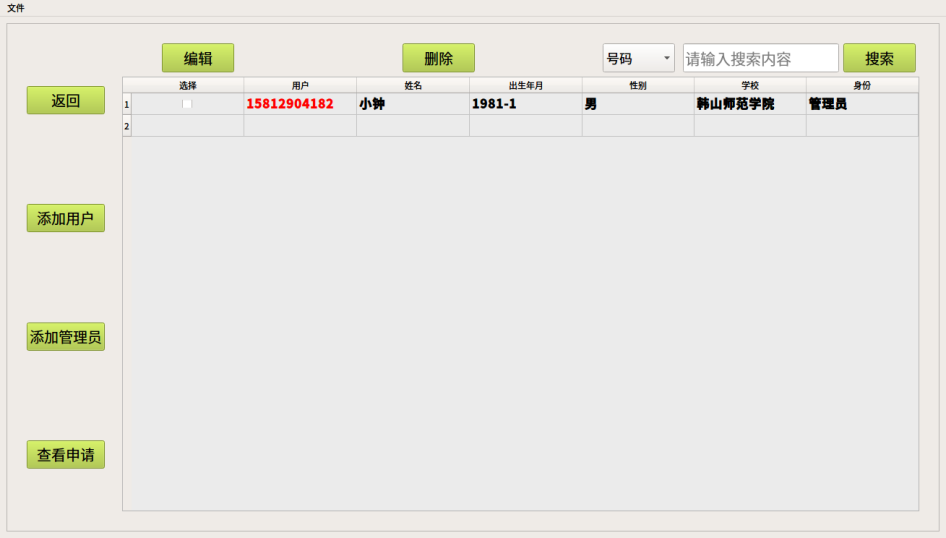 文件
编辑 删除 号码 请输入搜索内容 搜索
返回
选择 用户 姓名 出生年月 性别 学校 身份
1 15812904182 小钟 1981-1 男 韩山师范学院 管理员
2
添加用户
添加管理员
查看申请